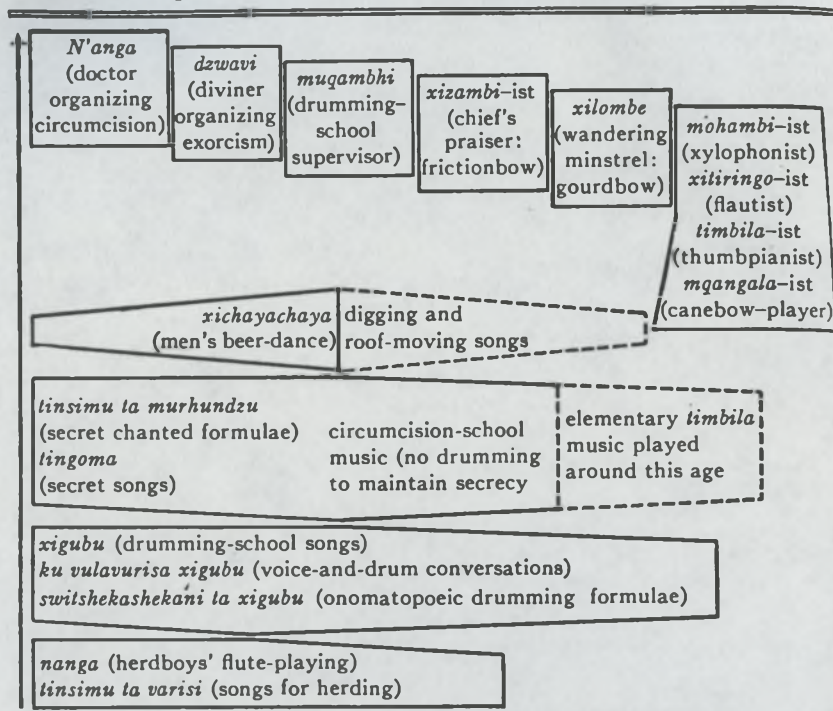 N'anga
(doctor
organizing
circumcision)
dzwavi
(diviner
organizing
exorcism)
muqambhi
(drumming-
school
supervisor)
xizambi-ist
(chief's
praiser:
frictionbow)
xilombe
(wandering
minstrel:
gourdbow)
mohambi-ist
(xylophonist)
xitiringo-ist
(flautist)
timbila-ist
(thumbpianist)
mqangala-ist
(canebow-player)
xichayachaya
(men's beer-dance)
digging and
roof-moving songs
tinsimu ta murhundzu
(secret chanted formulae)
tingoma
(secret songs)
circumcision-school
music (no drumming
to maintain secrecy
elementary timbila
music played
around this age
xigubu (drumming-school songs)
ku vulavurisa xigubu (voice-and-drum conversations)
switshekashekani ta xigubu (onomatopoeic drumming formulae)
nanga (herdboys' flute-playing)
tinsimu ta varisi (songs for herding)